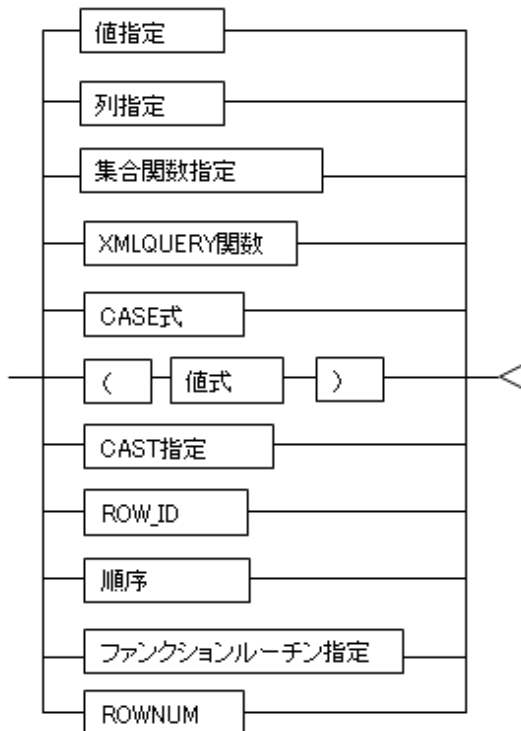 値指定
列指定
集合関数指定
XMLQUERY関数
CASE式
( 値式 )
CAST指定
ROW_ID
順序
ファンクションルーチン指定
ROWNUM